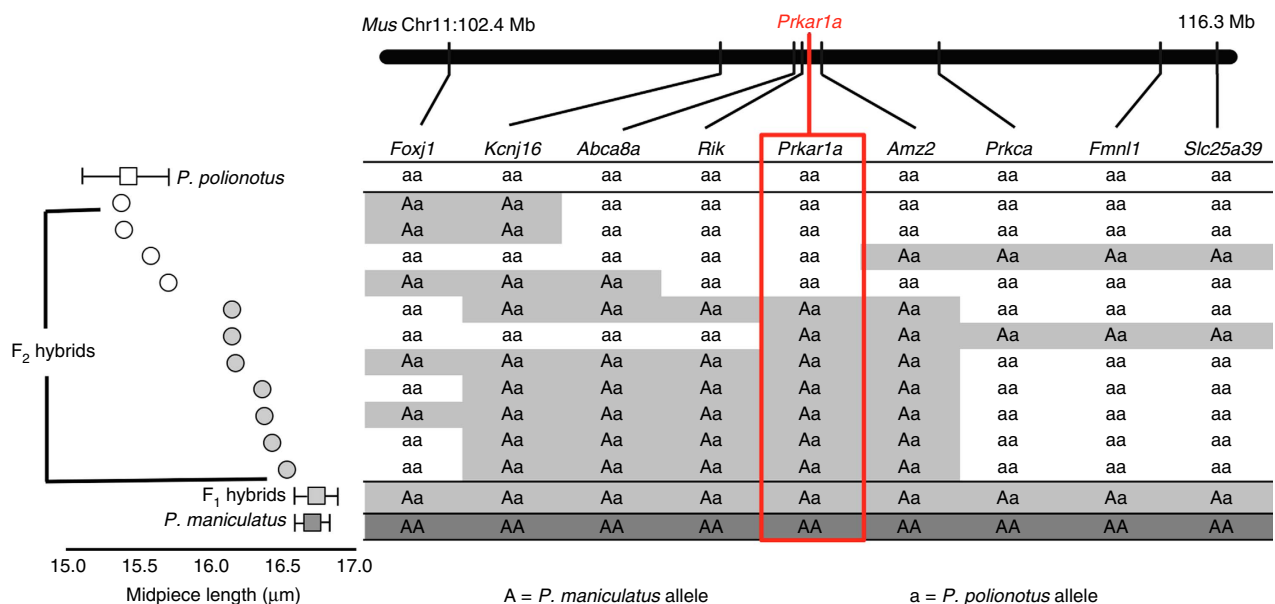 Mus Chr11:102.4 Mb Prkar1a 116.3 Mb
Foxj1 Kcnj16 Abca8a Rik Prkar1a Amz2 Prkca Fmnl1 Slc25a39
P. polionotus aa aa aa aa aa aa aa aa aa
Aa Aa aa aa aa aa aa aa aa
Aa Aa aa aa aa aa aa aa aa
aa aa aa aa aa Aa Aa Aa Aa
Aa Aa Aa aa aa aa aa aa aa
aa Aa Aa Aa Aa Aa aa aa aa
aa aa aa aa Aa Aa Aa Aa Aa
F2 hybrids
Aa Aa Aa Aa Aa Aa aa aa aa
aa Aa Aa Aa Aa Aa aa aa aa
Aa Aa Aa Aa Aa Aa aa aa aa
aa Aa Aa Aa Aa Aa aa aa aa
aa Aa Aa Aa Aa Aa aa aa aa
F1 hybrids Aa Aa Aa Aa Aa Aa Aa Aa Aa
P. maniculatus AA AA AA AA AA AA AA AA AA
15.0 15.5 16.0 16.5 17.0
Midpiece length (μm) A = P. maniculatus allele a = P. polionotus allele